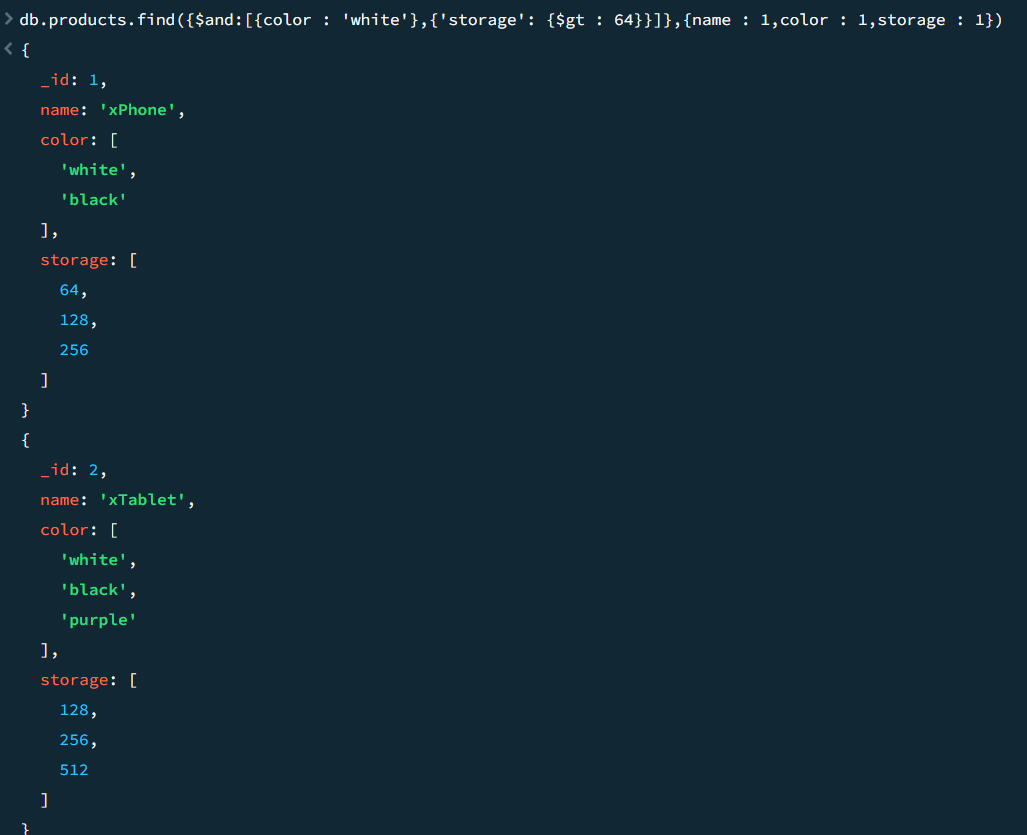 > db.products.find({$and:[{color : 'white'},{'storage': {$gt : 64}}]},{name : 1,color : 1,storage : 1})
< {
_id: 1,
name: 'xPhone',
color: [
'white',
'black'
],
storage: [
64,
128,
256
]
}
{
_id: 2,
name: 'xTablet',
color: [
'white',
'black',
'purple'
],
storage: [
128,
256,
512
]
}